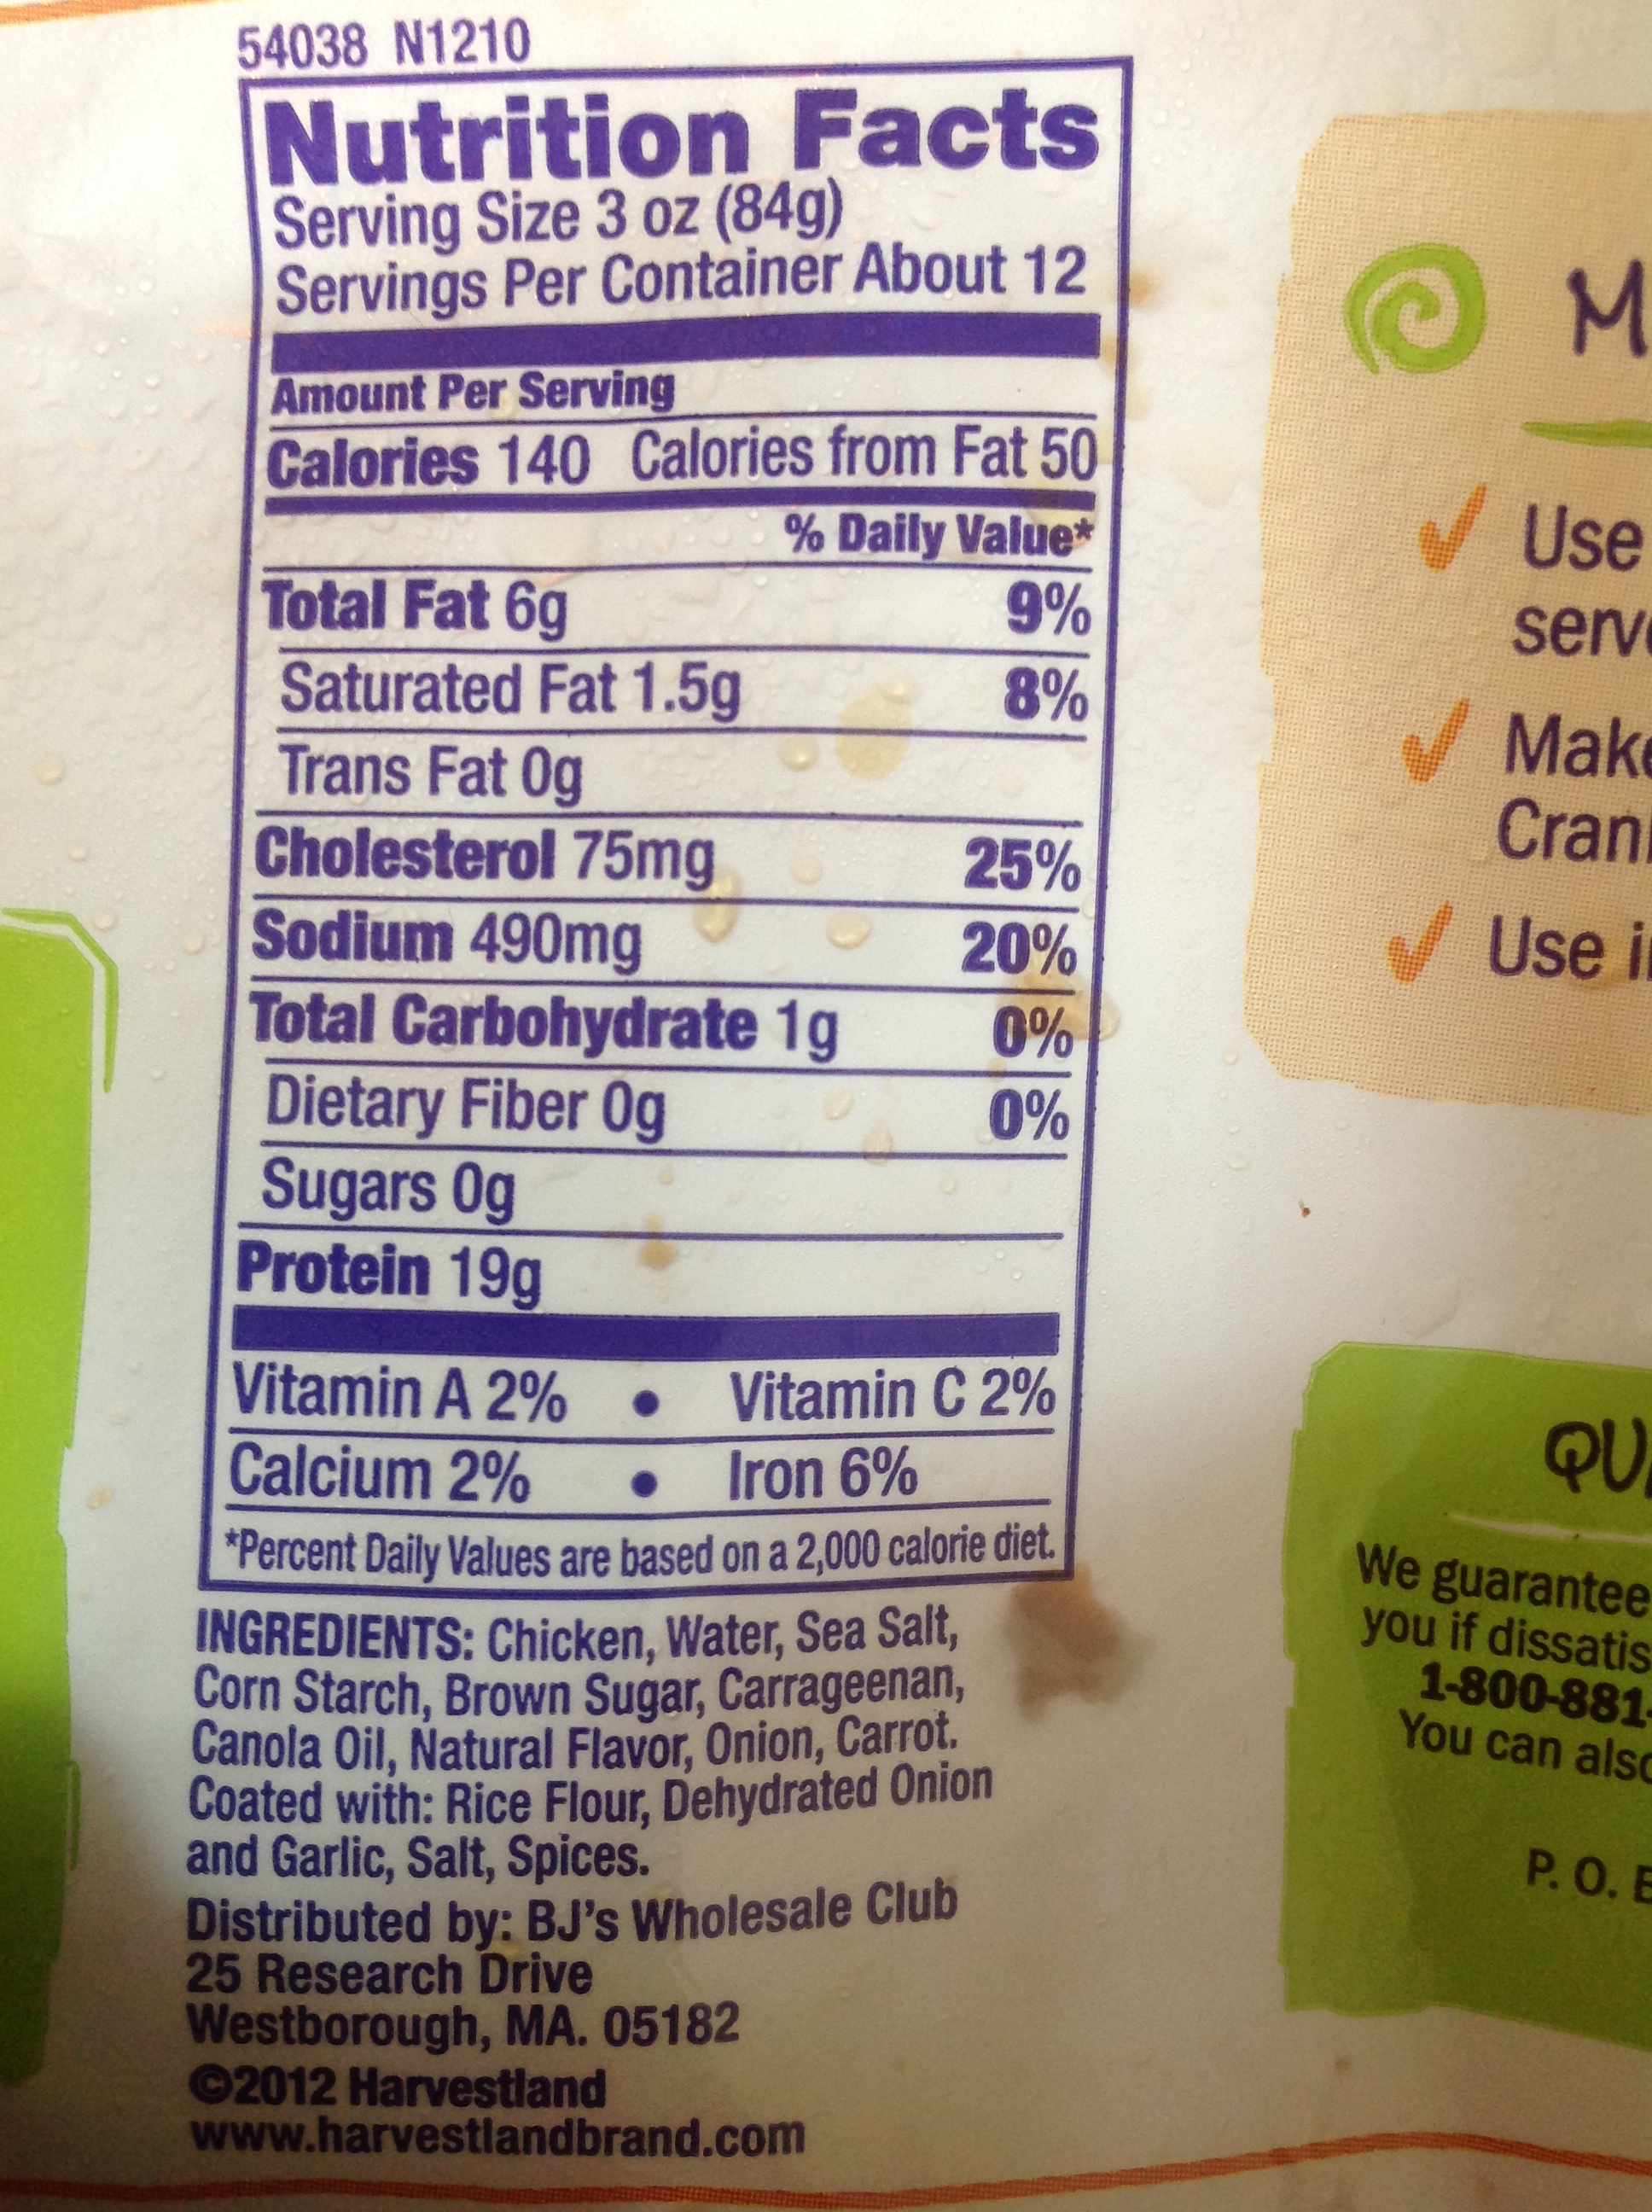 54038 N1210
Nutrition Facts
Serving Size 3 oz (84g)
Servings Per Container About 12
Amount Per Serving
Calories 140 Calories from Fat 50
% Daily Value*
Total Fat 6g 9%
Saturated Fat 1.5g 8%
Trans Fat 0g
Cholesterol 75mg 25%
Sodium 490mg 20%
Total Carbohydrate 1g 0%
Dietary Fiber 0g 0%
Sugars 0g
Protein 19g
Vitamin A 2% • Vitamin C 2%
Calcium 2% • Iron 6%
*Percent Daily Values are based on a 2,000 calorie diet.
INGREDIENTS: Chicken, Water, Sea Salt,
Corn Starch, Brown Sugar, Carrageenan,
Canola Oil, Natural Flavor, Onion, Carrot.
Coated with: Rice Flour, Dehydrated Onion
and Garlic, Salt, Spices.
Distributed by: BJ's Wholesale Club
25 Research Drive
Westborough, MA. 05182
©2012 Harvestland
www.harvestlandbrand.com
Use
We guarantee
you if
1-800-881-
You can
P. O.